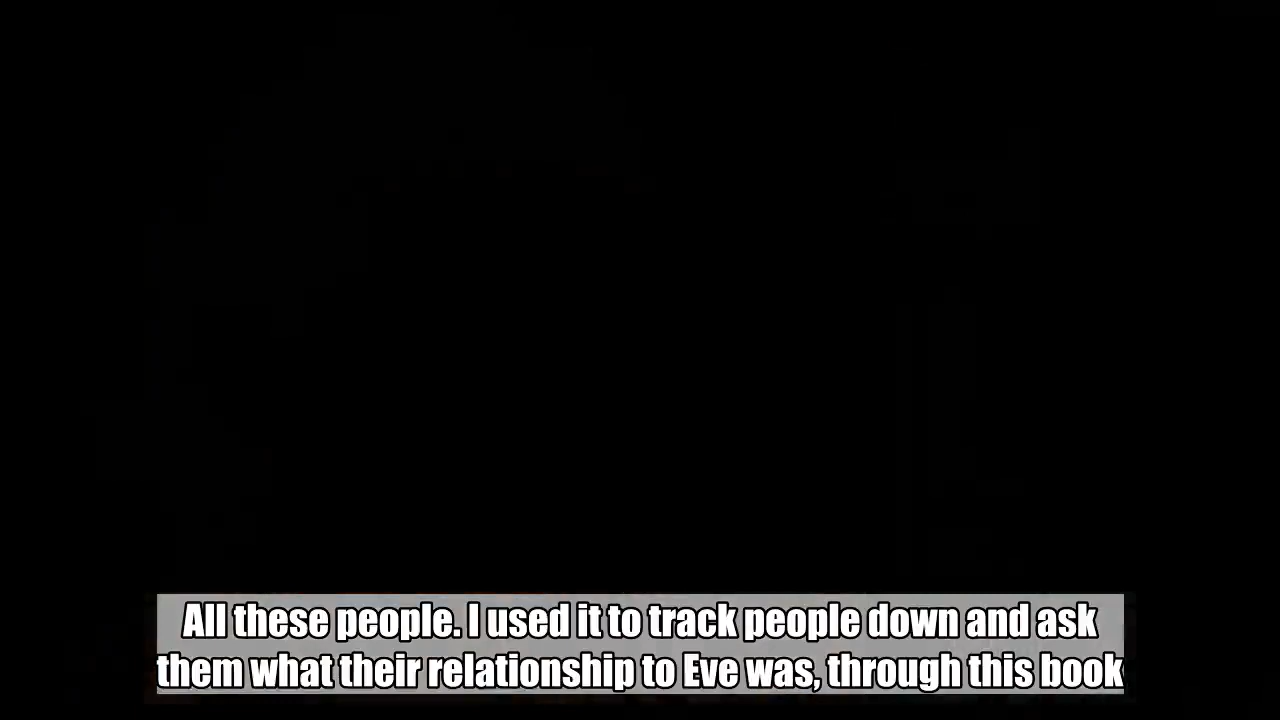 All these people. I used it to track people down and ask
them what their relationship to Eve was, through this book